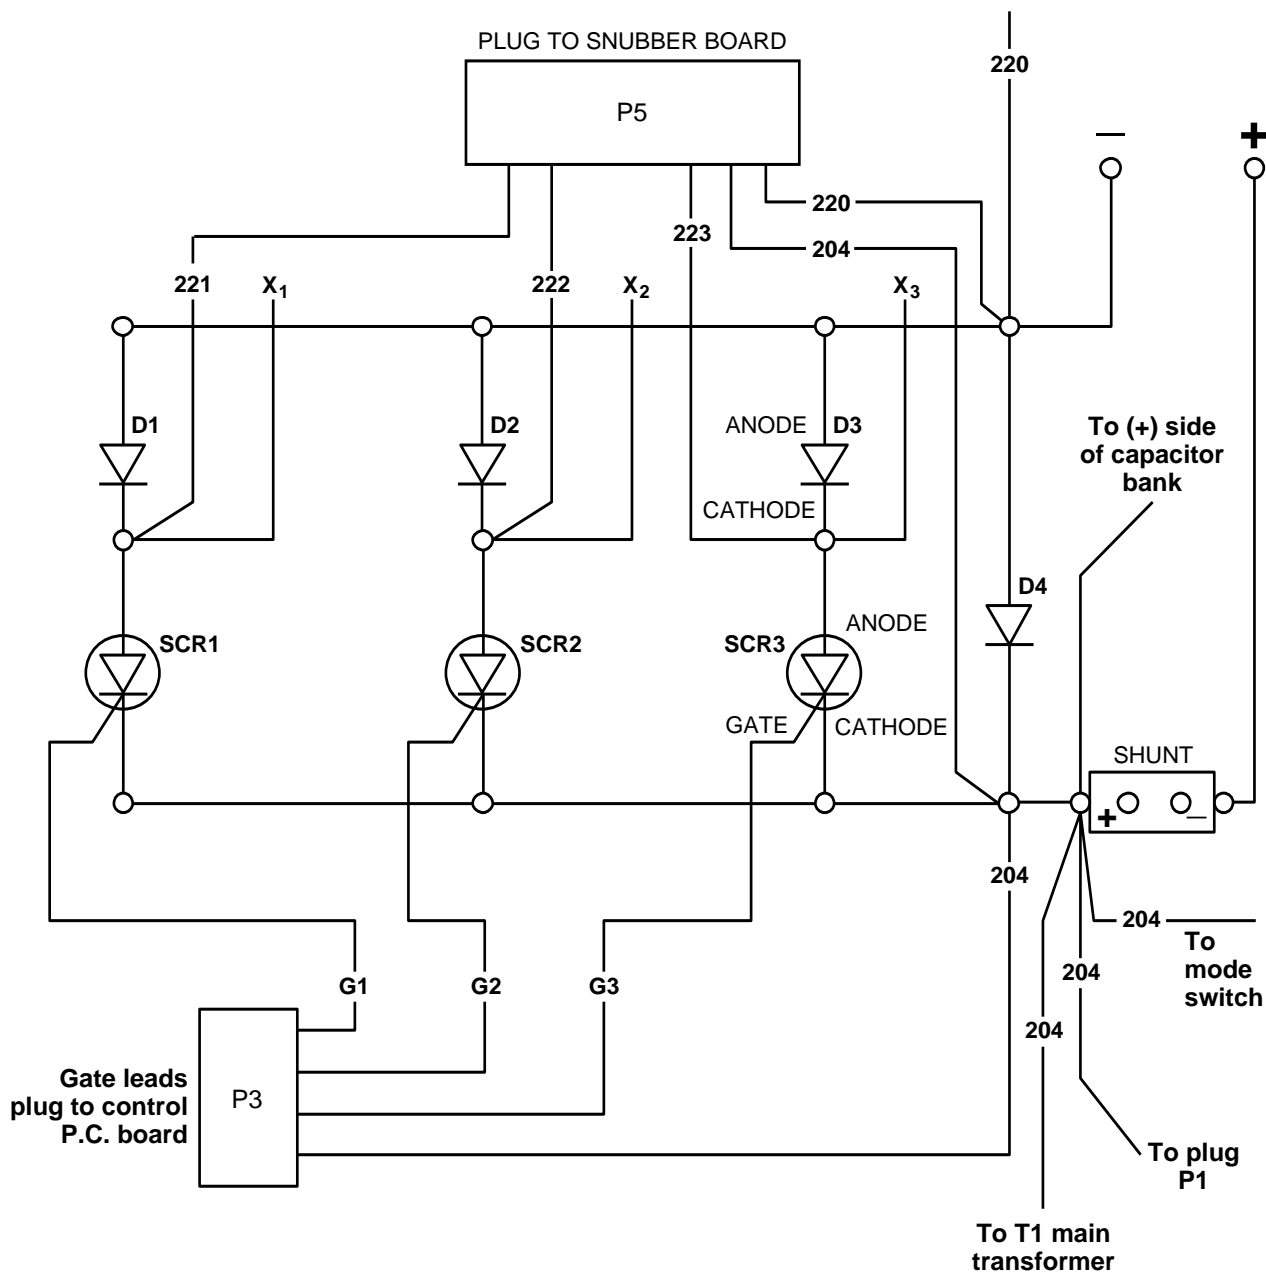 PLUG TO SNUBBER BOARD
P5
220
−
+
220
223
204
221
X1
222
X2
X3
D1
D2
ANODE
D3
To (+) side
of capacitor
bank
CATHODE
D4
SCR1
SCR2
SCR3
ANODE
GATE
CATHODE
SHUNT
+
−
204
204
To
mode
switch
204
G1
G2
G3
204
Gate leads
plug to control
P.C. board
P3
To plug
P1
To T1 main
transformer